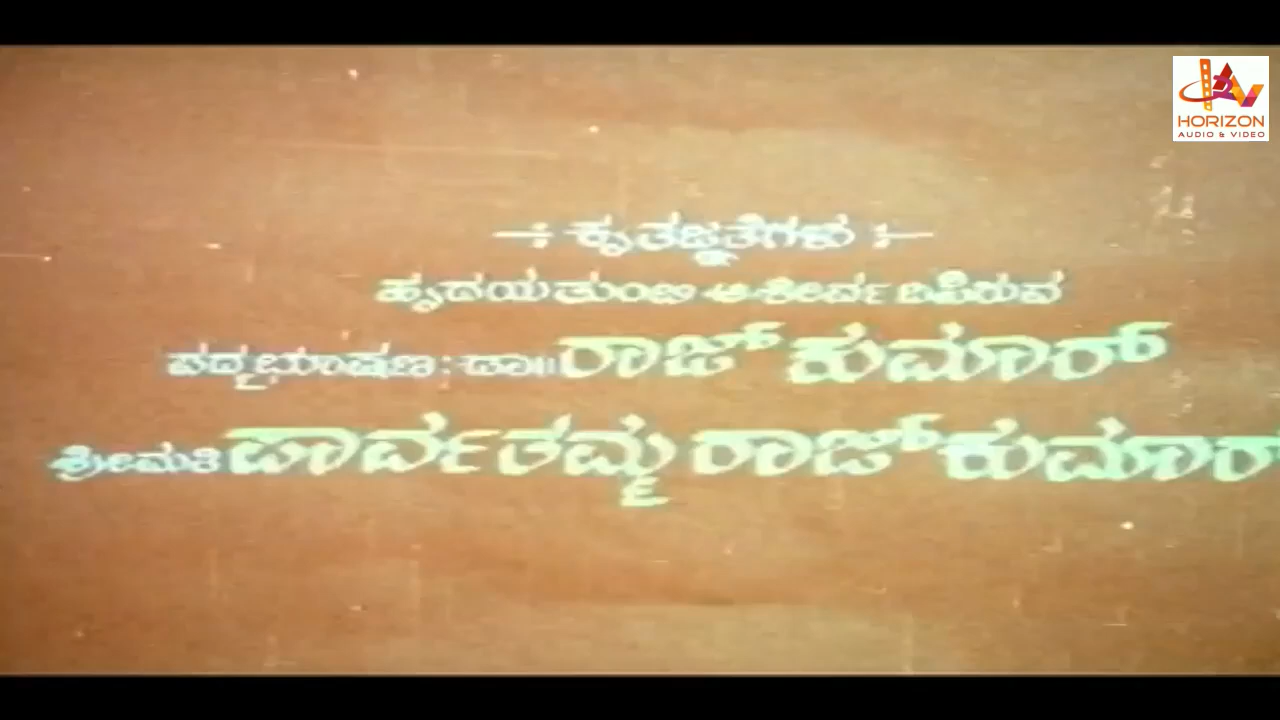 HORIZON
AUDIO & VIDEO
ಕೃತಜ್ಞತೆಗಳು
ಹೃದಯತುಂಬಿ ಆಶೀರ್ವದಿಸಿರುವ
ಪದ್ಮಭೂಷಣ: ಡಾ॥ ರಾಜ್ ಕುಮಾರ್
ಶ್ರೀಮತಿ ಪಾರ್ವತಮ್ಮ ರಾಜ್ ಕುಮಾರ್